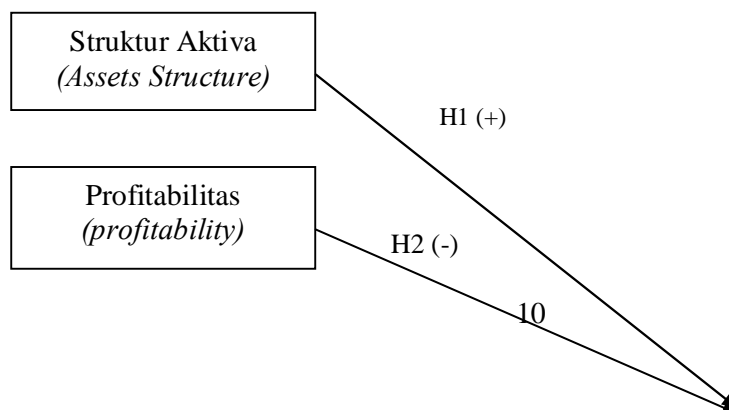 Struktur Aktiva
(Assets Structure)
H1 (+)
Profitabilitas
(profitability)
H2 (-)
10